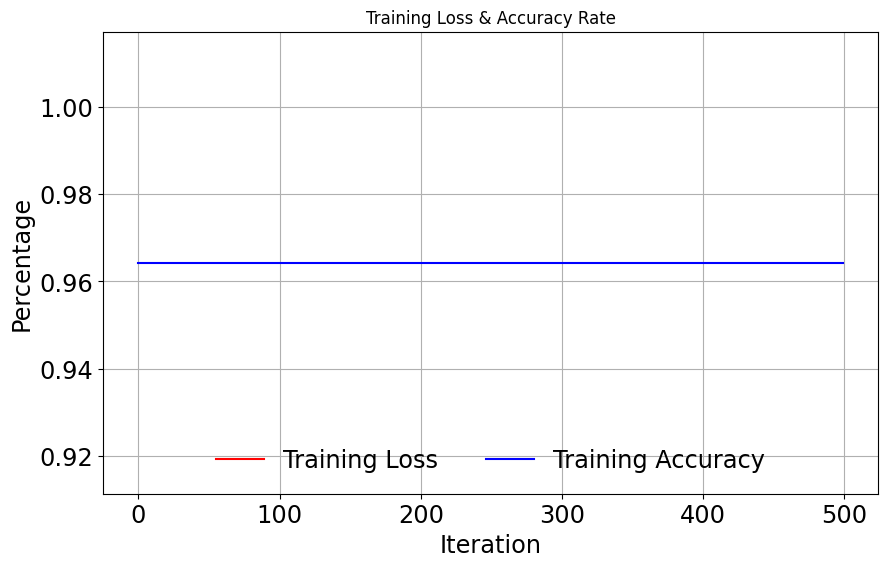 Training Loss & Accuracy Rate
1.00
0.98
0.96
0.94
0.92
Percentage
Training Loss Training Accuracy
0 100 200 300 400 500
Iteration